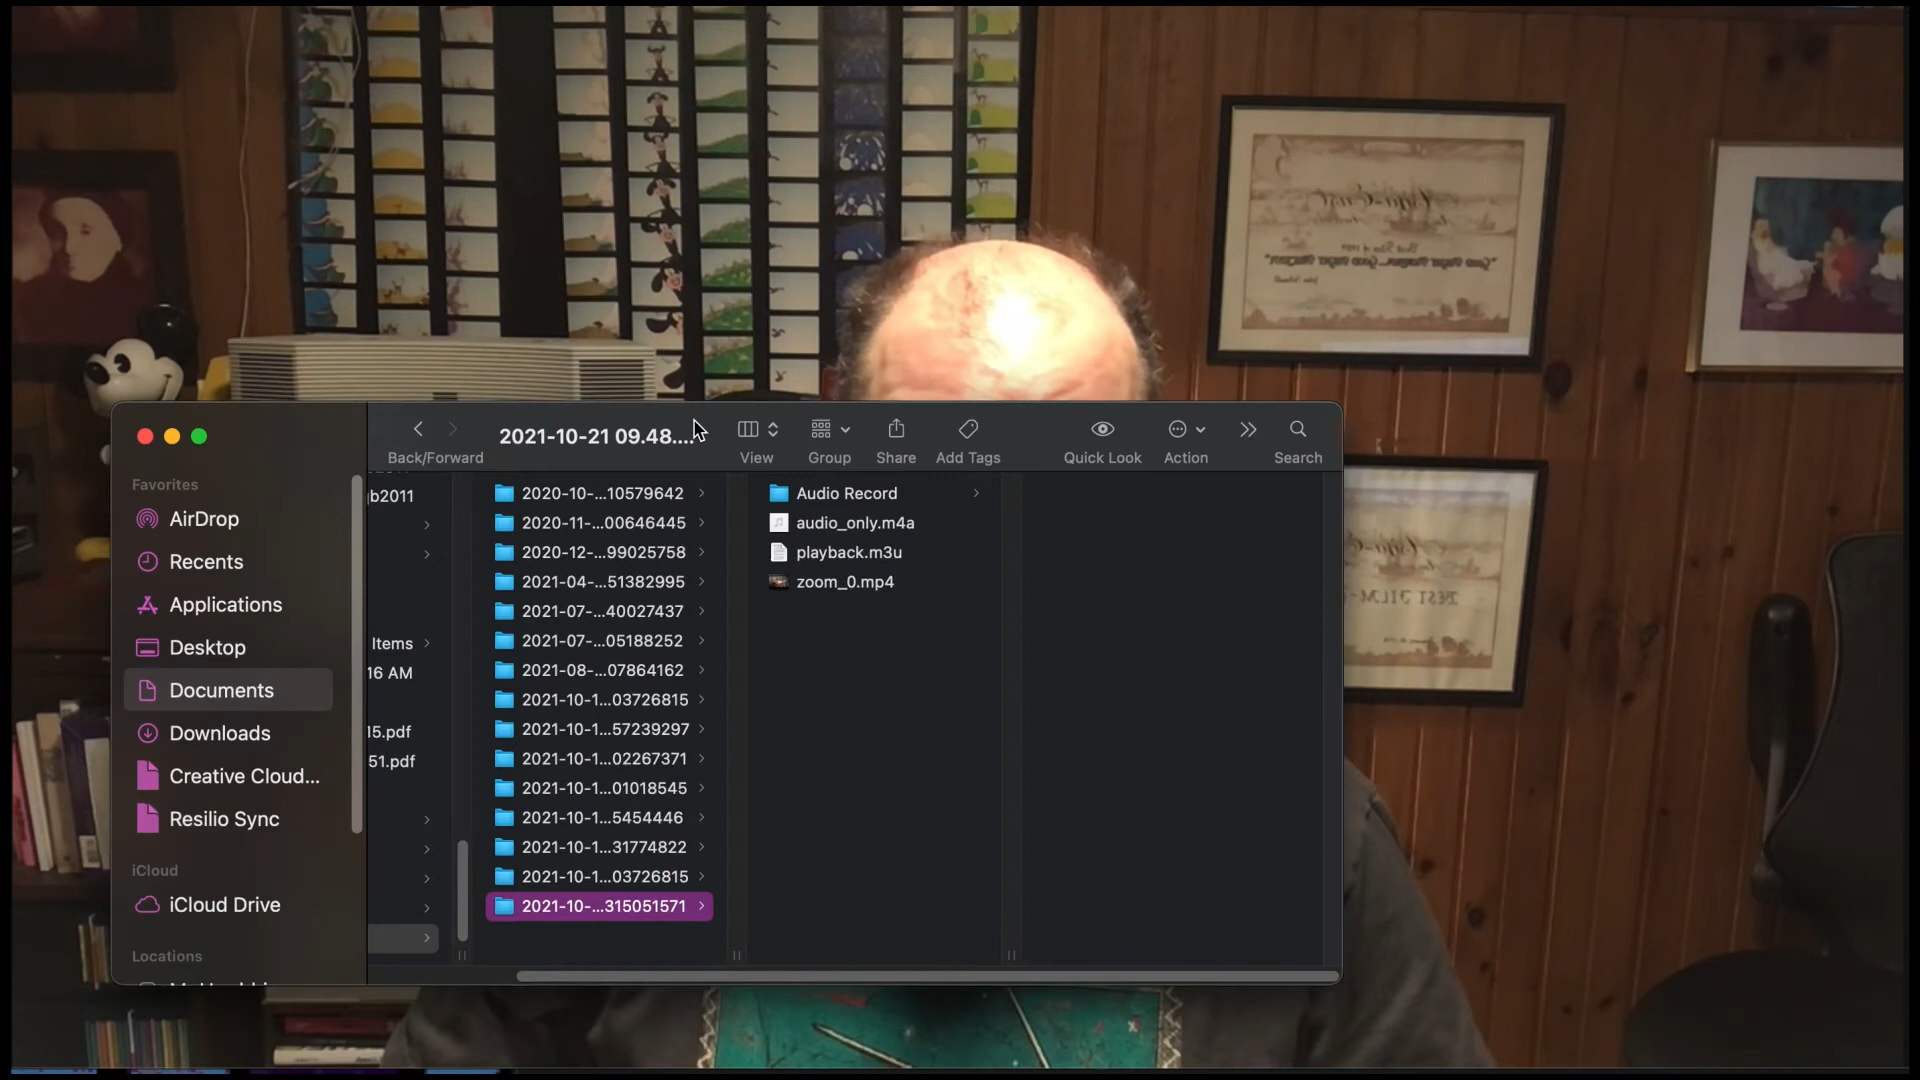 2021-10-21 09.48....
Back/Forward
View
Group
Share
Add Tags
Quick Look
Action
Search
Favorites
AirDrop
Recents
Applications
Desktop
Documents
Downloads
Creative Cloud...
Resilio Sync
iCloud
iCloud Drive
Locations
jb2011
Items
16 AM
15.pdf
51.pdf
2020-10-...10579642
2020-11-...00646445
2020-12-...99025758
2021-04-...51382995
2021-07-...40027437
2021-07-...05188252
2021-08-...07864162
2021-10-1...03726815
2021-10-1...57239297
2021-10-1...02267371
2021-10-1...01018545
2021-10-1...5454446
2021-10-1...31774822
2021-10-1...03726815
2021-10-...315051571
Audio Record
audio_only.m4a
playback.m3u
zoom_0.mp4